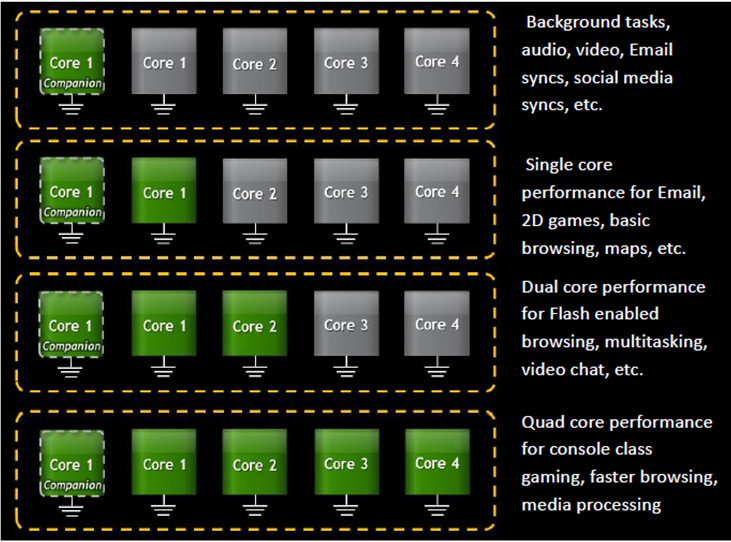 Core 1
Companion
Core 1
Core 2
Core 3
Core 4
Background tasks,
audio, video, Email
syncs, social media
syncs, etc.
Core 1
Companion
Core 1
Core 2
Core 3
Core 4
Single core
performance for Email,
2D games, basic
browsing, maps, etc.
Core 1
Companion
Core 1
Core 2
Core 3
Core 4
Dual core performance
for Flash enabled
browsing, multitasking,
video chat, etc.
Core 1
Companion
Core 1
Core 2
Core 3
Core 4
Quad core performance
for console class
gaming, faster browsing,
media processing